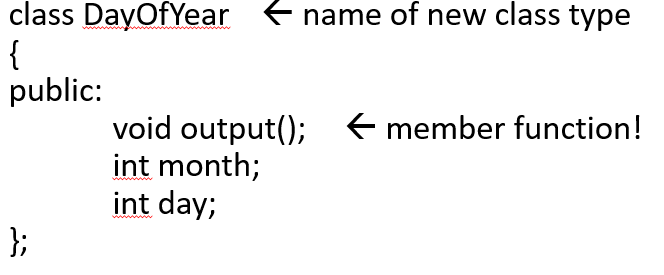 class DayOfYear ← name of new class type
{
public:
void output(); ← member function!
int month;
int day;
};